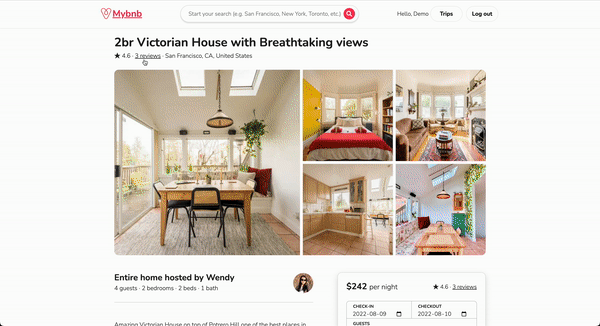 Mybnb
Start your search (e.g. San Francisco, New York, Toronto, etc.)
Hello, Demo
Trips
Log out
2br Victorian House with Breathtaking views
★ 4.6 · 3 reviews · San Francisco, CA, United States
Entire home hosted by Wendy
4 guests · 2 bedrooms · 2 beds · 1 bath
$242 per night
★ 4.6 · 3 reviews
CHECK-IN
2022-08-09
CHECKOUT
2022-08-10
GUESTS
Amazing Victorian House on top of Potrero Hill one of the best places in